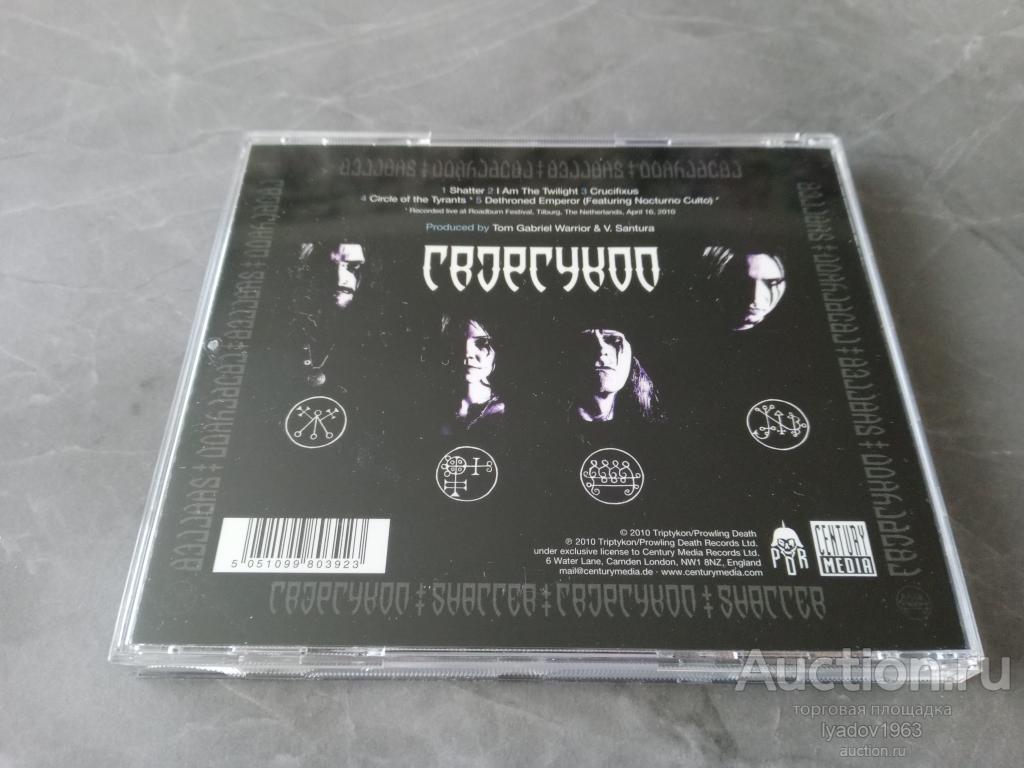 1 Shatter 2 I Am The Twilight 3 Crucifixus
4 Circle of the Tyrants * 5 Dethroned Emperor (Featuring Nocturno Culto) *
* Recorded live at Roadburn Festival, Tilburg, The Netherlands, April 16, 2010
Produced by Tom Gabriel Warrior & V. Santura
TRIPTYKON
5 051099 803923
© 2010 Triptykon/Prowling Death
℗ 2010 Triptykon/Prowling Death Records Ltd.
under exclusive license to Century Media Records Ltd.
6 Water Lane, Camden London, NW1 8NZ, England
mail@centurymedia.de · www.centurymedia.com
PDR
CENTURY
MEDIA
TRIPTYKON ‡ SHATTER ‡ TRIPTYKON ‡ SHATTER
Auction.ru
торговая площадка
lyadov1963
auction.ru